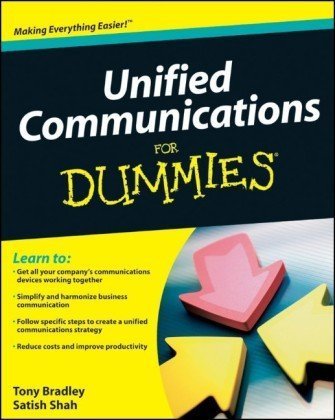 Making Everything Easier!™
Unified
Communications
FOR
DUMMIES®
Learn to:
• Get all your company's communications
devices working together
• Simplify and harmonize business
communication
• Follow specific steps to create a unified
communications strategy
• Reduce costs and improve productivity
Tony Bradley
Satish Shah